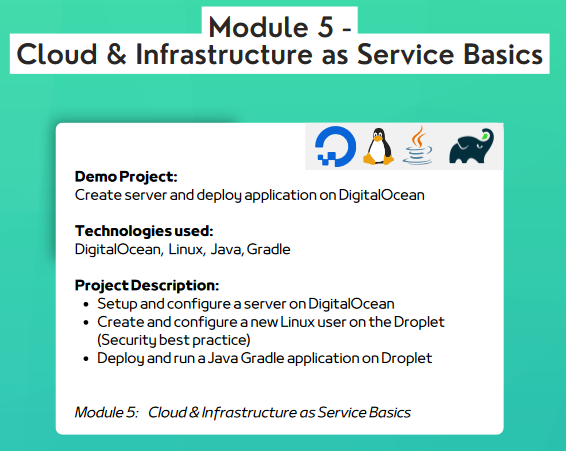 Module 5 -
Cloud & Infrastructure as Service Basics
Demo Project:
Create server and deploy application on DigitalOcean
Technologies used:
DigitalOcean, Linux, Java, Gradle
Project Description:
• Setup and configure a server on DigitalOcean
• Create and configure a new Linux user on the Droplet
(Security best practice)
• Deploy and run a Java Gradle application on Droplet
Module 5: Cloud & Infrastructure as Service Basics